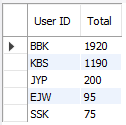 User ID Total
BBK 1920
KBS 1190
JYP 200
EJW 95
SSK 75